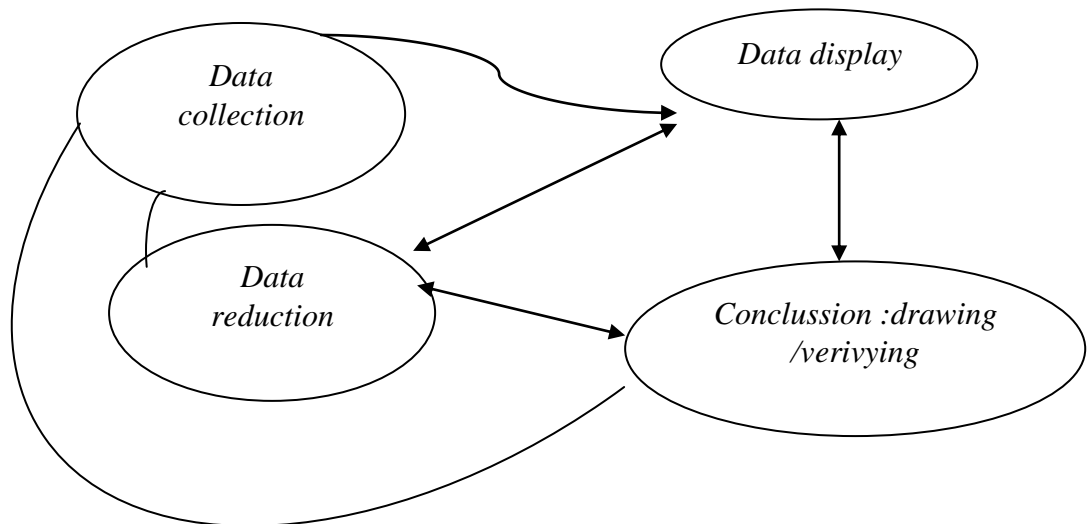 Data
collection
Data display
Data
reduction
Conclussion :drawing
/verivying